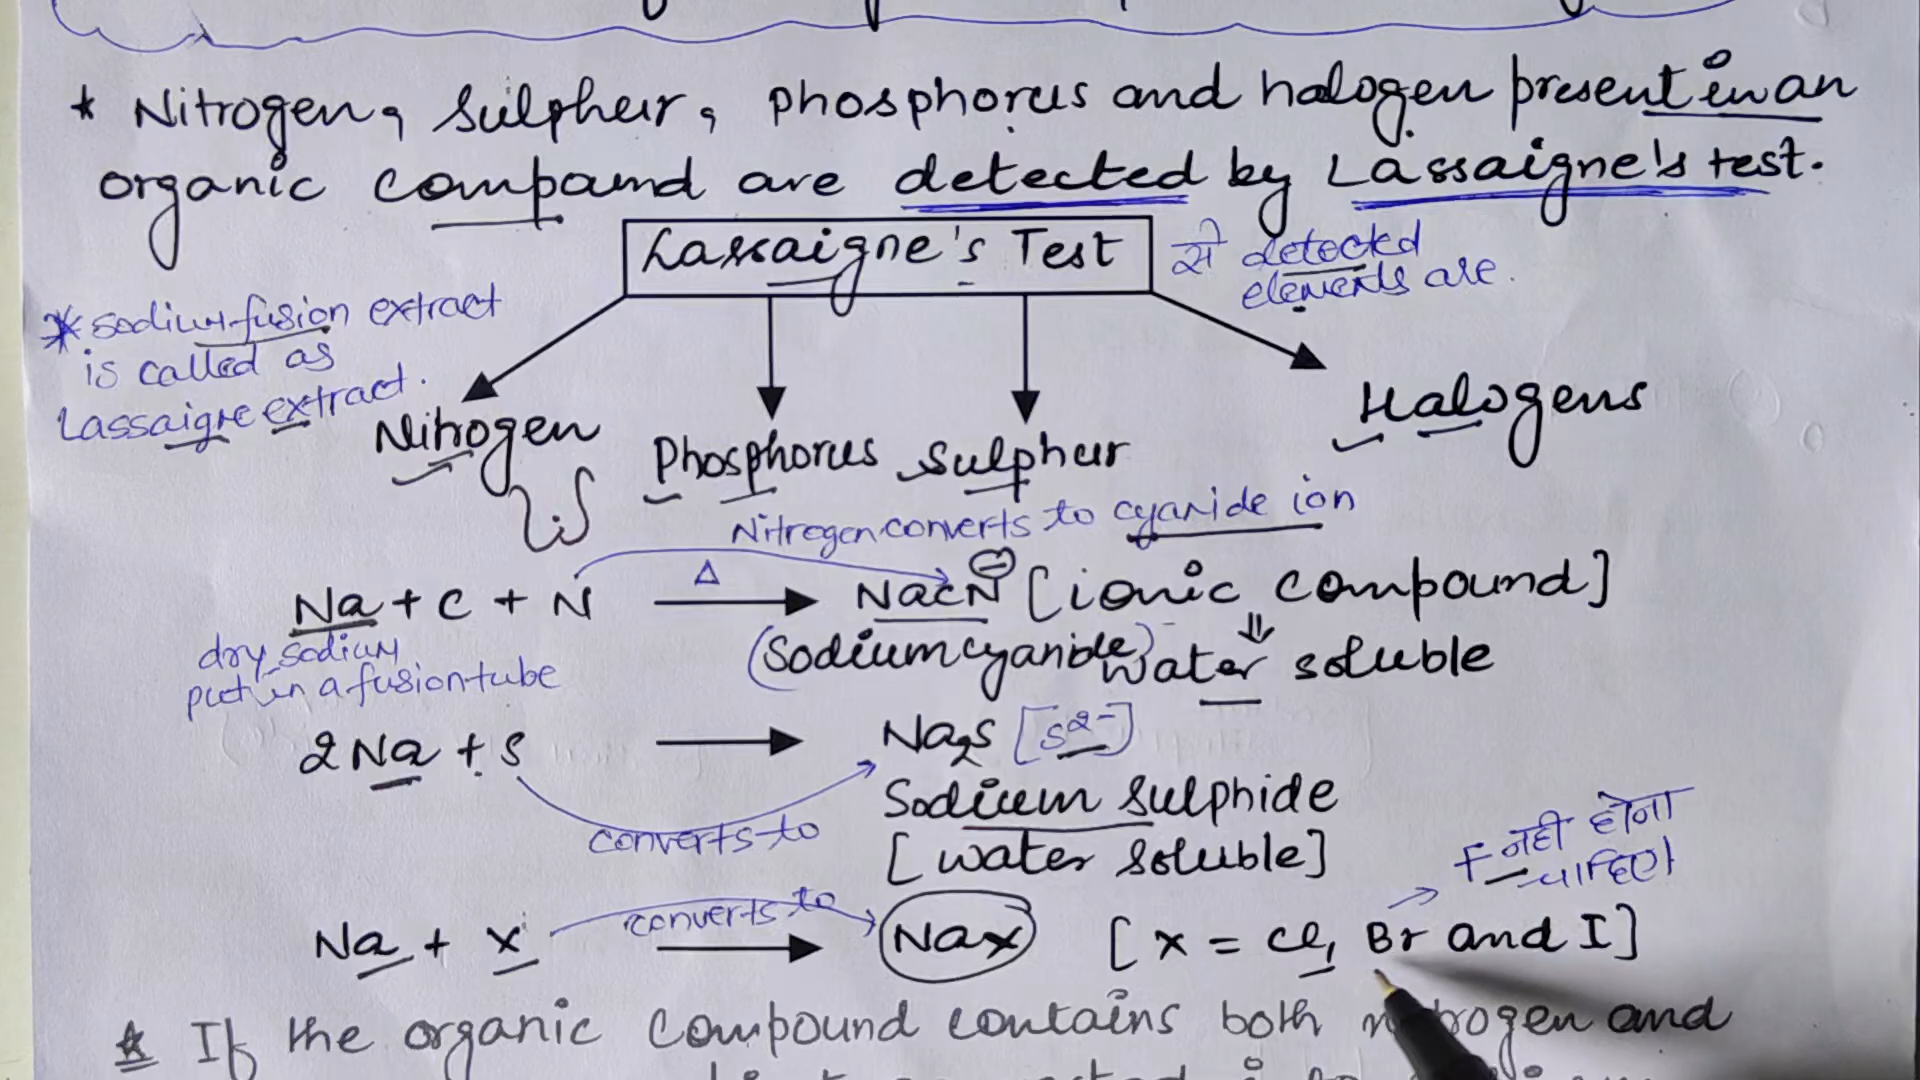 * Nitrogen, Sulphur, phosphorus and halogen present in an
organic compound are detected by Lassaigne's test.
Lassaigne's Test
से detected
elements are.
* sodium fusion extract
is called as
Lassaigne extract.
Nitrogen
Phosphorus
Sulphur
Halogens
Nitrogen converts to cyanide ion
Na + C + N Δ → NaCN⊖ [ionic compound]
⇓
(Sodium cyanide) Water soluble
dry sodium
put in a fusion tube
2Na + S → Na₂S [S²⁻]
Sodium Sulphide
converts to
[water soluble]
F नहीं होना
चाहिए
converts to
Na + X → NaX [X = Cl, Br and I]
* If the organic compound contains both nitrogen and